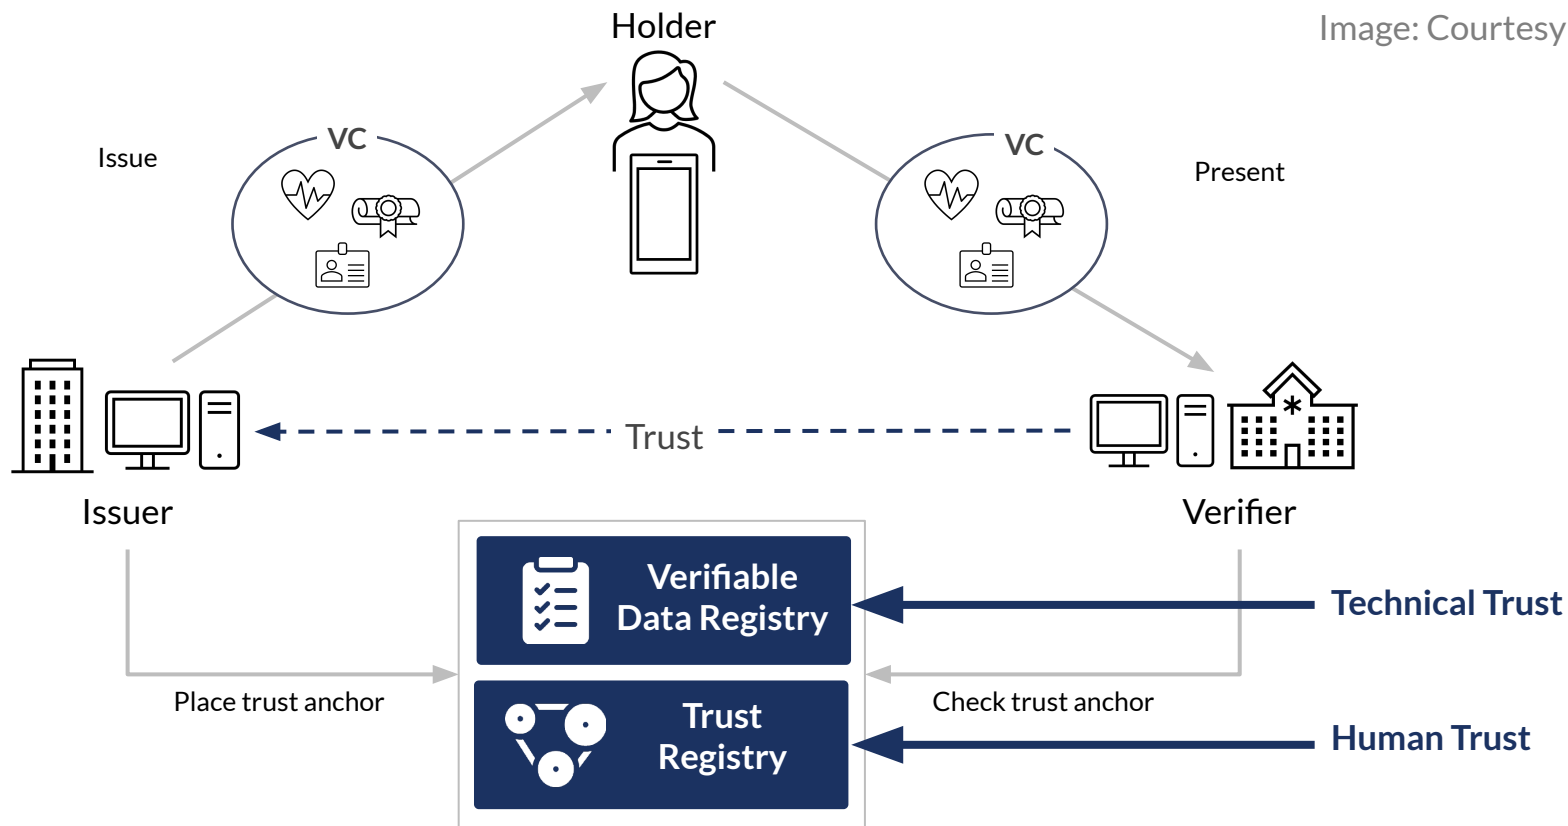 Holder
Image: Courtesy
VC
VC
Issue
Present
Trust
Issuer
Verifier
Verifiable
Data Registry
Technical Trust
Place trust anchor
Check trust anchor
Trust
Registry
Human Trust